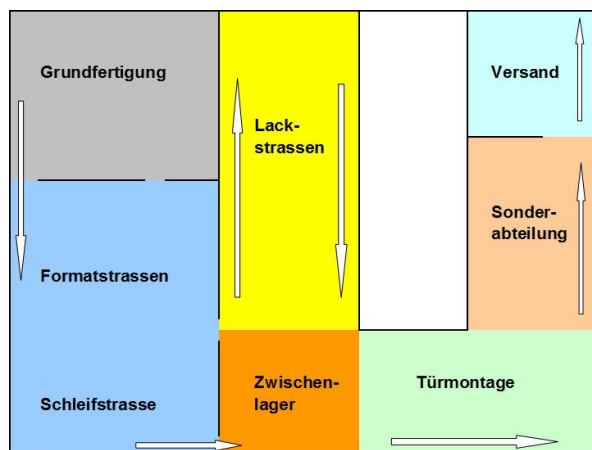 Grundfertigung
Lack-
strassen
Versand
Sonder-
abteilung
Formatstrassen
Schleifstrasse
Zwischen-
lager
Türmontage